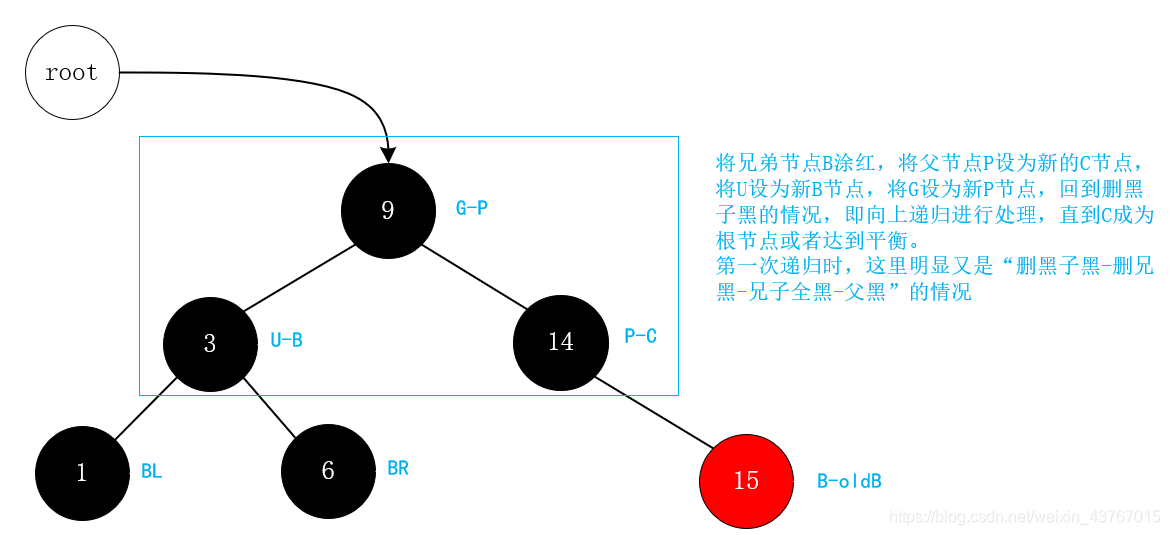 root
将兄弟节点B涂红，将父节点P设为新的C节点，
将U设为新B节点，将G设为新P节点，回到删黑
子黑的情况，即向上递归进行处理，直到C成为
根节点或者达到平衡。
第一次递归时，这里明显又是“删黑子黑-删兄
黑-兄子全黑-父黑”的情况
9
G-P
3
U-B
14
P-C
1
BL
6
BR
15
B-oldB
https://blog.csdn.net/weixin_43767015